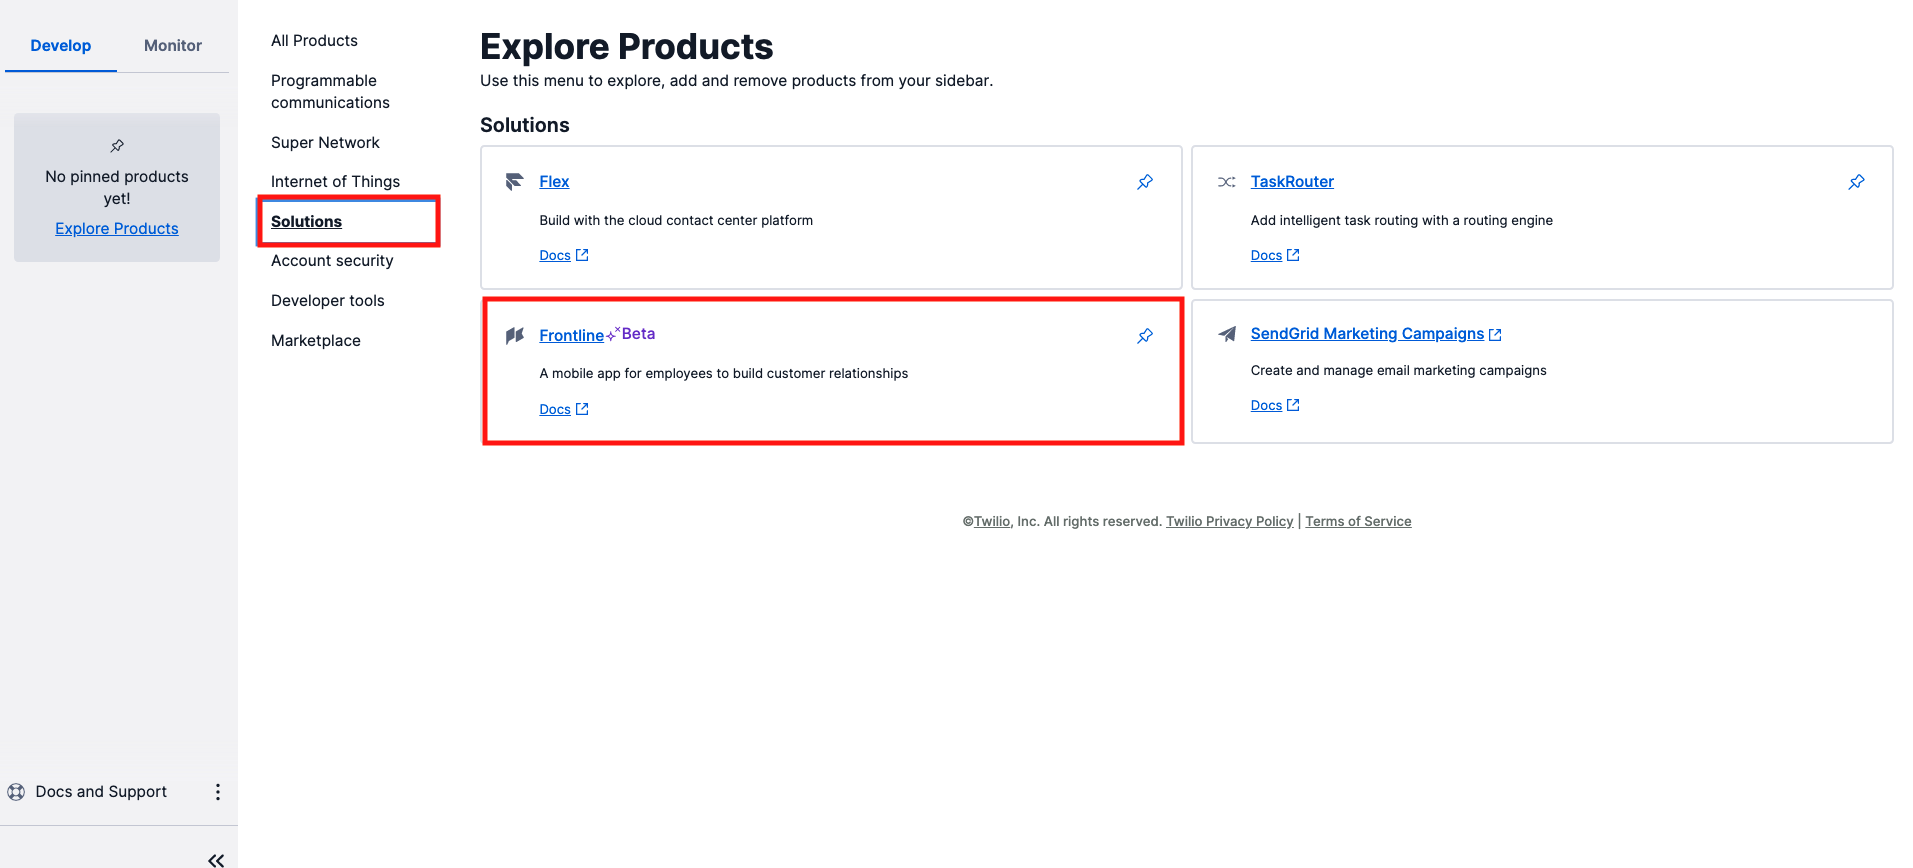 Develop
Monitor
No pinned products
yet!
Explore Products
Docs and Support
All Products
Programmable
communications
Super Network
Internet of Things
Solutions
Account security
Developer tools
Marketplace
Explore Products
Use this menu to explore, add and remove products from your sidebar.
Solutions
Flex
Build with the cloud contact center platform
Docs
TaskRouter
Add intelligent task routing with a routing engine
Docs
Frontline Beta
A mobile app for employees to build customer relationships
Docs
SendGrid Marketing Campaigns
Create and manage email marketing campaigns
Docs
©Twilio, Inc. All rights reserved. Twilio Privacy Policy | Terms of Service